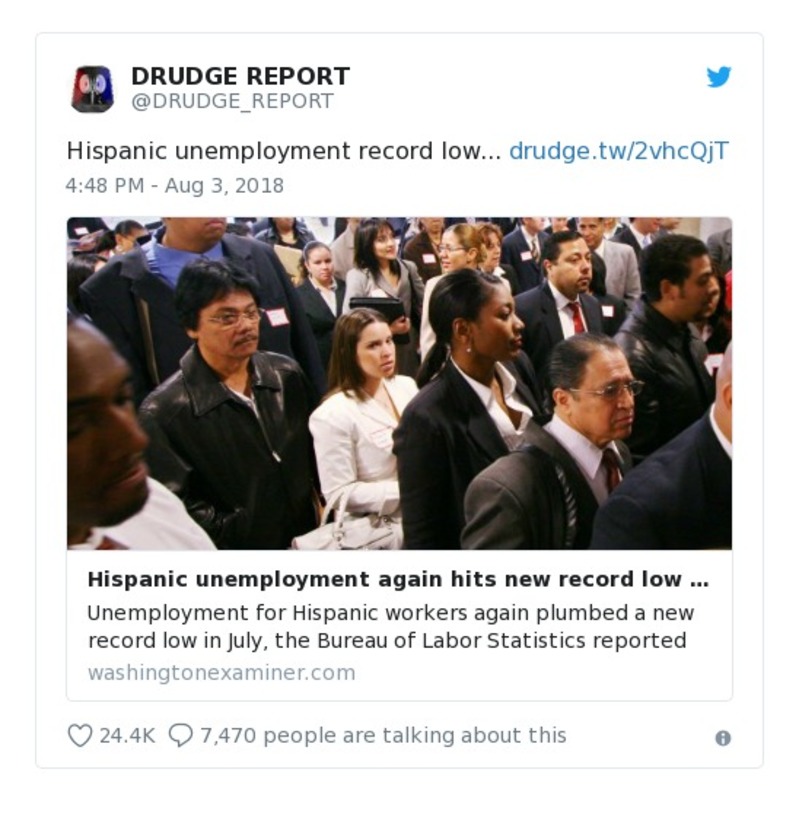 DRUDGE REPORT
@DRUDGE_REPORT
Hispanic unemployment record low... drudge.tw/2vhcQjT
4:48 PM - Aug 3, 2018
Hispanic unemployment again hits new record low ...
Unemployment for Hispanic workers again plumbed a new
record low in July, the Bureau of Labor Statistics reported
washingtonexaminer.com
24.4K 7,470 people are talking about this